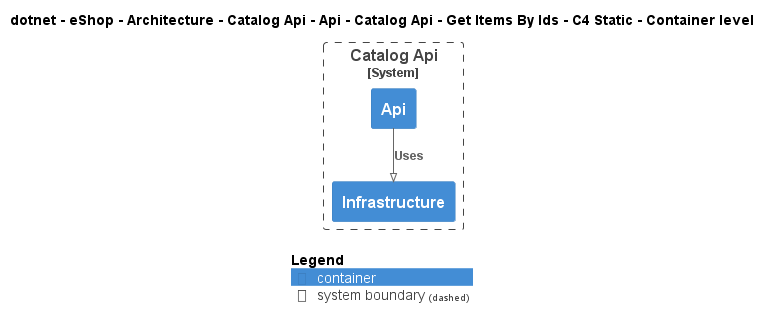 dotnet - eShop - Architecture - Catalog Api - Api - Catalog Api - Get Items By Ids - C4 Static - Container level
Catalog Api
[System]
Api
Uses
Infrastructure
Legend
container
system boundary (dashed)